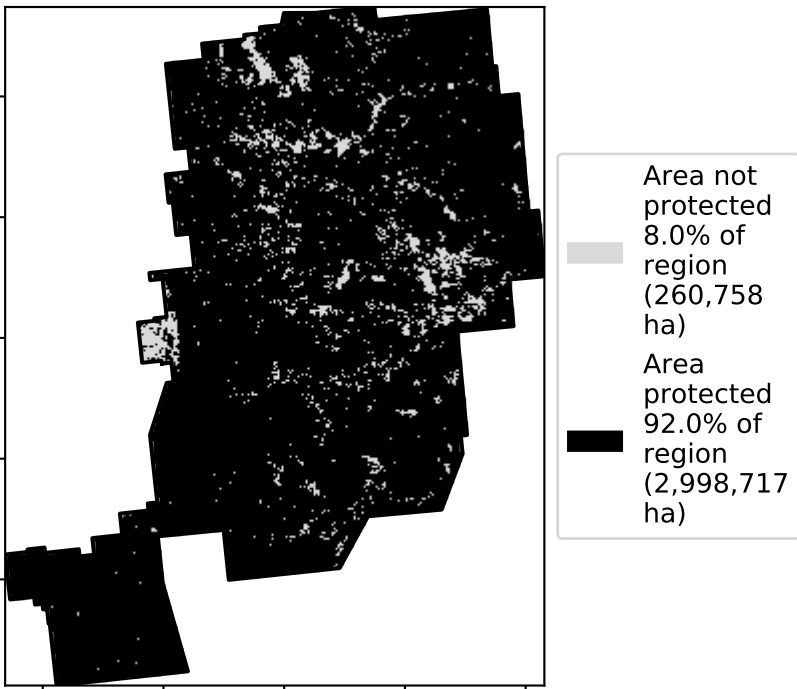 Area not
protected
8.0% of
region
(260,758
ha)
Area
protected
92.0% of
region
(2,998,717
ha)